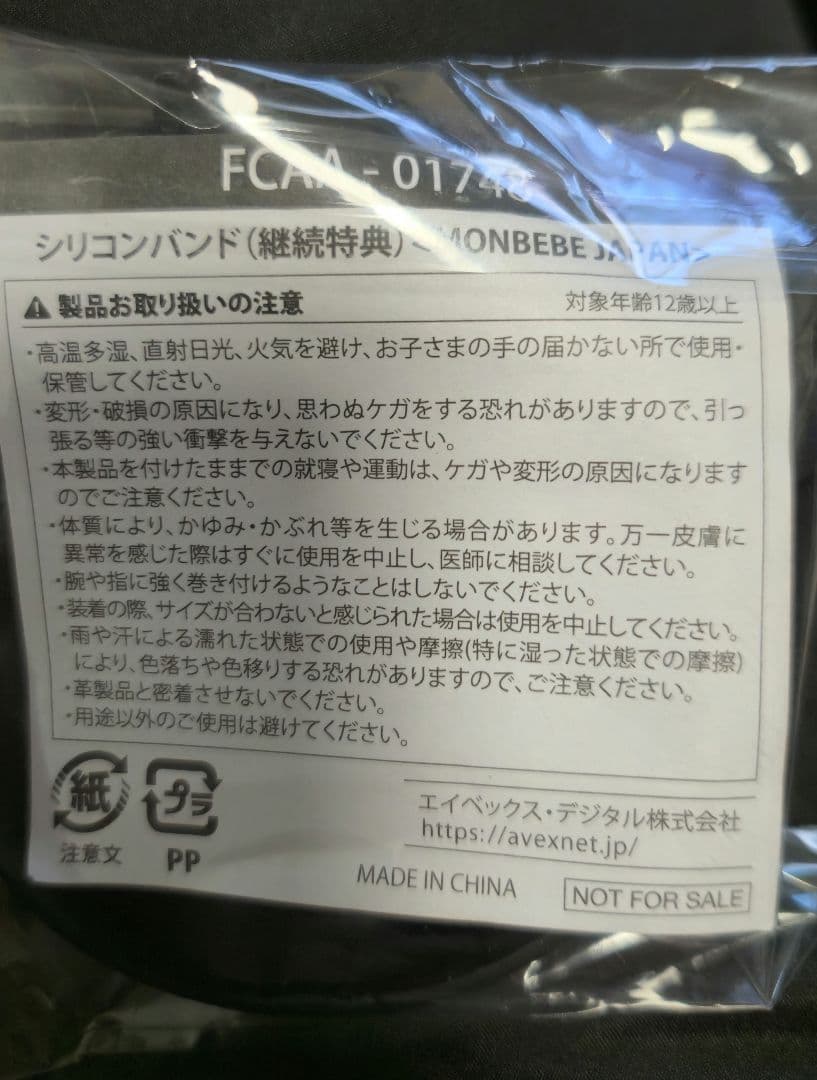 FCAA - 01748
シリコンバンド(継続特典) <MONBEBE JAPAN>
製品お取り扱いの注意
対象年齢12歳以上
・高温多湿、直射日光、火気を避け、お子さまの手の届かない所で使用・
保管してください。
・変形・破損の原因になり、思わぬケガをする恐れがありますので、引っ
張る等の強い衝撃を与えないでください。
・本製品を付けたままでの就寝や運動は、ケガや変形の原因になります
のでご注意ください。
・体質により、かゆみ・かぶれ等を生じる場合があります。万一皮膚に
異常を感じた際はすぐに使用を中止し、医師に相談してください。
・腕や指に強く巻き付けるようなことはしないでください。
・装着の際、サイズが合わないと感じられた場合は使用を中止してください。
・雨や汗による濡れた状態での使用や摩擦(特に湿った状態での摩擦)
により、色落ちや色移りする恐れがありますので、ご注意ください。
・革製品と密着させないでください。
・用途以外のご使用は避けてください。
紙
注意文
プラ
PP
エイベックス・デジタル株式会社
https://avexnet.jp/
MADE IN CHINA
NOT FOR SALE